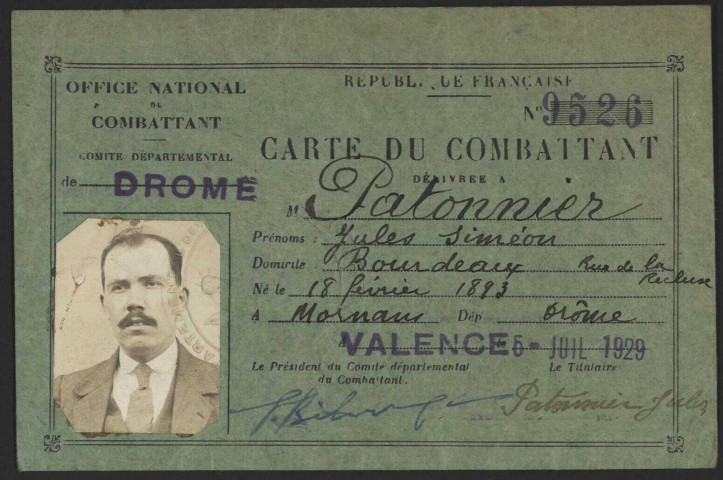 OFFICE NATIONAL
DU
COMBATTANT
COMITÉ DÉPARTEMENTAL
de DROME
RÉPUBL. UE FRANÇAISE
N° 9526
CARTE DU COMBATTANT
DÉLIVRÉE A
M Patonnier
Prénoms : Jules Siméon
Domicile Bourdeaux Rue de la Recluse
Né le 18 février 1893
A Mornans Dép Drôme
A VALENCE le 5 - JUIL 1929
Le Président du Comité départemental
du Combattant.
Le Titulaire
Patonnier Jules